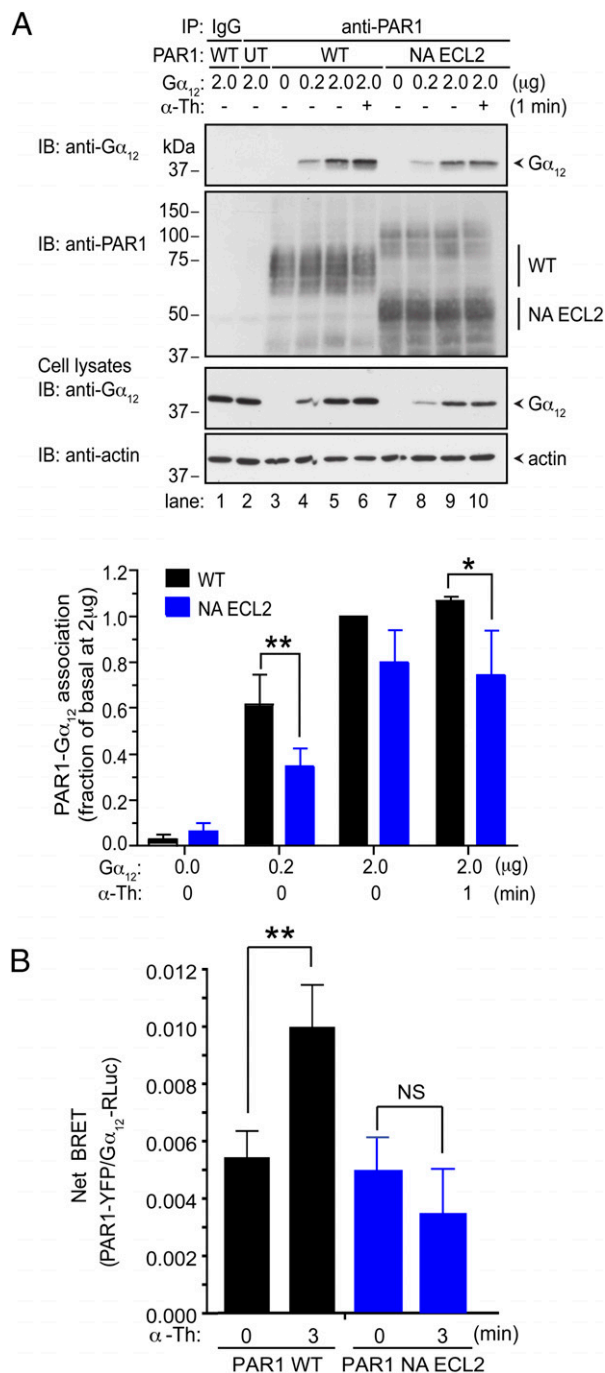 A
IP: IgG anti-PAR1
PAR1: WT UT WT NA ECL2
Gα12: 2.0 2.0 0 0.2 2.0 2.0 0 0.2 2.0 2.0 (µg)
α-Th: - - - - - + - - - + (1 min)
IB: anti-Gα12 kDa 37 Gα12
IB: anti-PAR1 150 100 75 50 37 WT NA ECL2
Cell lysates
IB: anti-Gα12 37 Gα12
IB: anti-actin 37 actin
lane: 1 2 3 4 5 6 7 8 9 10
PAR1-Gα12 association
(fraction of basal at 2µg)
1.2
1.0
0.8
0.6
0.4
0.2
0.0
WT
NA ECL2
** *
Gα12: 0.0 0.2 2.0 2.0 (µg)
α-Th: 0 0 0 1 (min)
B
Net BRET
(PAR1-YFP/Gα12-RLuc)
0.012
0.010
0.008
0.006
0.004
0.002
0.000
** NS
α-Th: 0 3 0 3 (min)
PAR1 WT PAR1 NA ECL2